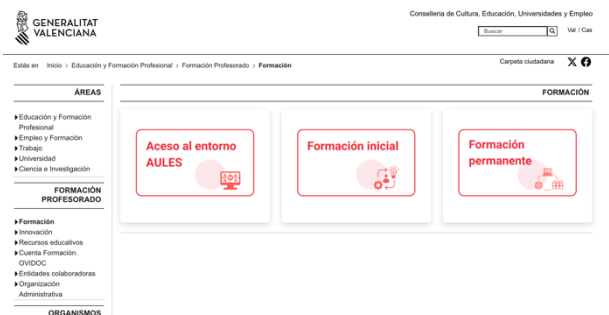 GENERALITAT
VALENCIANA
Conselleria de Cultura, Educación, Universidades y Empleo
Buscar
Val / Cas
Estás en Inicio > Educación y Formación Profesional > Formación Profesorado > Formación
Carpeta ciudadana
ÁREAS
Educación y Formación
Profesional
Empleo y Formación
Trabajo
Universidad
Ciencia e Investigación
FORMACIÓN
PROFESORADO
Formación
Innovación
Recursos educativos
Cuenta Formación.
OVIDOC
Entidades colaboradoras
Organización
Administrativa
ORGANISMOS
FORMACIÓN
Aceso al entorno
AULES
Formación inicial
Formación
permanente